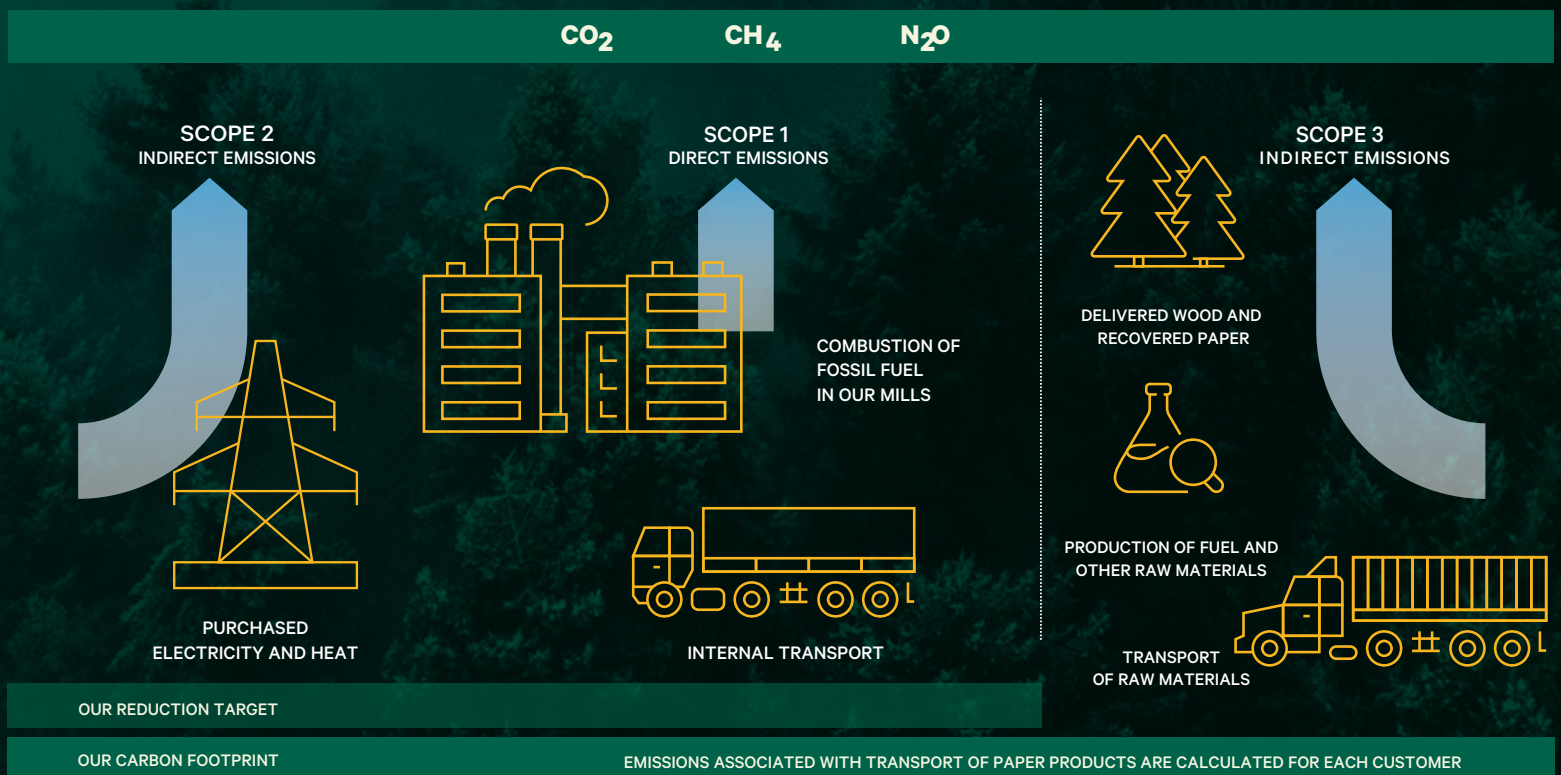 CO2 CH4 N2O
SCOPE 2
INDIRECT EMISSIONS
SCOPE 1
DIRECT EMISSIONS
SCOPE 3
INDIRECT EMISSIONS
COMBUSTION OF
FOSSIL FUEL
IN OUR MILLS
DELIVERED WOOD AND
RECOVERED PAPER
PRODUCTION OF FUEL AND
OTHER RAW MATERIALS
PURCHASED
ELECTRICITY AND HEAT
INTERNAL TRANSPORT
TRANSPORT
OF RAW MATERIALS
OUR REDUCTION TARGET
OUR CARBON FOOTPRINT
EMISSIONS ASSOCIATED WITH TRANSPORT OF PAPER PRODUCTS ARE CALCULATED FOR EACH CUSTOMER